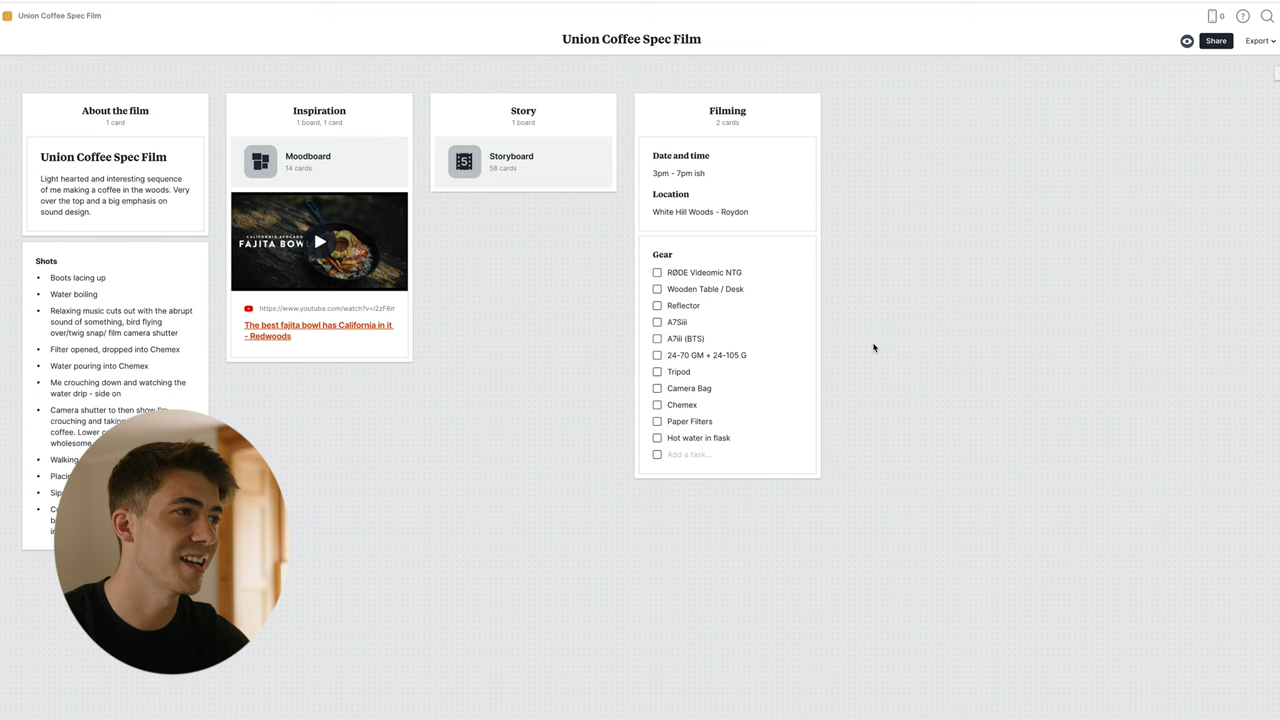 Union Coffee Spec Film
0
?
Union Coffee Spec Film
Share
Export
About the film
1 card
Union Coffee Spec Film
Light hearted and interesting sequence
of me making a coffee in the woods. Very
over the top and a big emphasis on
sound design.
Shots
• Boots lacing up
• Water boiling
• Relaxing music cuts out with the abrupt
sound of something, bird flying
over/twig snap/ film camera shutter
• Filter opened, dropped into Chemex
• Water pouring into Chemex
• Me crouching down and watching the
water drip - side on
• Camera shutter to then show I'm
crouching and taking
coffee. Lower
wholesome
• Walking
•
•
•
Inspiration
1 board, 1 card
Moodboard
14 cards
CALIFORNIA AVOCADO
FAJITA BOWL
https://www.youtube.com/watch?v=i2zF6m
The best fajita bowl has California in it
- Redwoods
Story
1 board
5
Storyboard
58 cards
Filming
2 cards
Date and time
3pm - 7pm ish
Location
White Hill Woods - Roydon
Gear
RØDE Videomic NTG
Wooden Table / Desk
Reflector
A7Siii
A7iii (BTS)
24-70 GM + 24-105 G
Tripod
Camera Bag
Chemex
Paper Filters
Hot water in flask
Add a task...